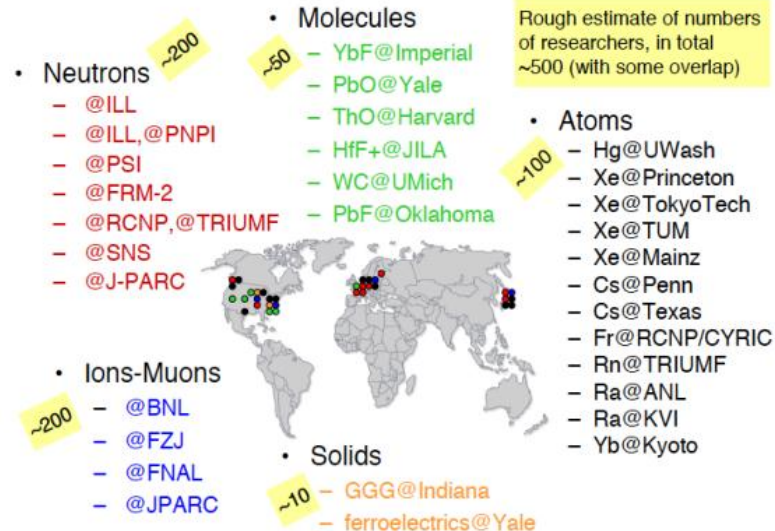 • Neutrons
~200
– @ILL
– @ILL,@PNPI
– @PSI
– @FRM-2
– @RCNP,@TRIUMF
– @SNS
– @J-PARC
• Molecules
~50
– YbF@Imperial
– PbO@Yale
– ThO@Harvard
– HfF+@JILA
– WC@UMich
– PbF@Oklahoma
Rough estimate of numbers
of researchers, in total
~500 (with some overlap)
• Atoms
~100
– Hg@UWash
– Xe@Princeton
– Xe@TokyoTech
– Xe@TUM
– Xe@Mainz
– Cs@Penn
– Cs@Texas
– Fr@RCNP/CYRIC
– Rn@TRIUMF
– Ra@ANL
– Ra@KVI
– Yb@Kyoto
• Ions-Muons
~200
– @BNL
– @FZJ
– @FNAL
– @JPARC
• Solids
~10
– GGG@Indiana
– ferroelectrics@Yale